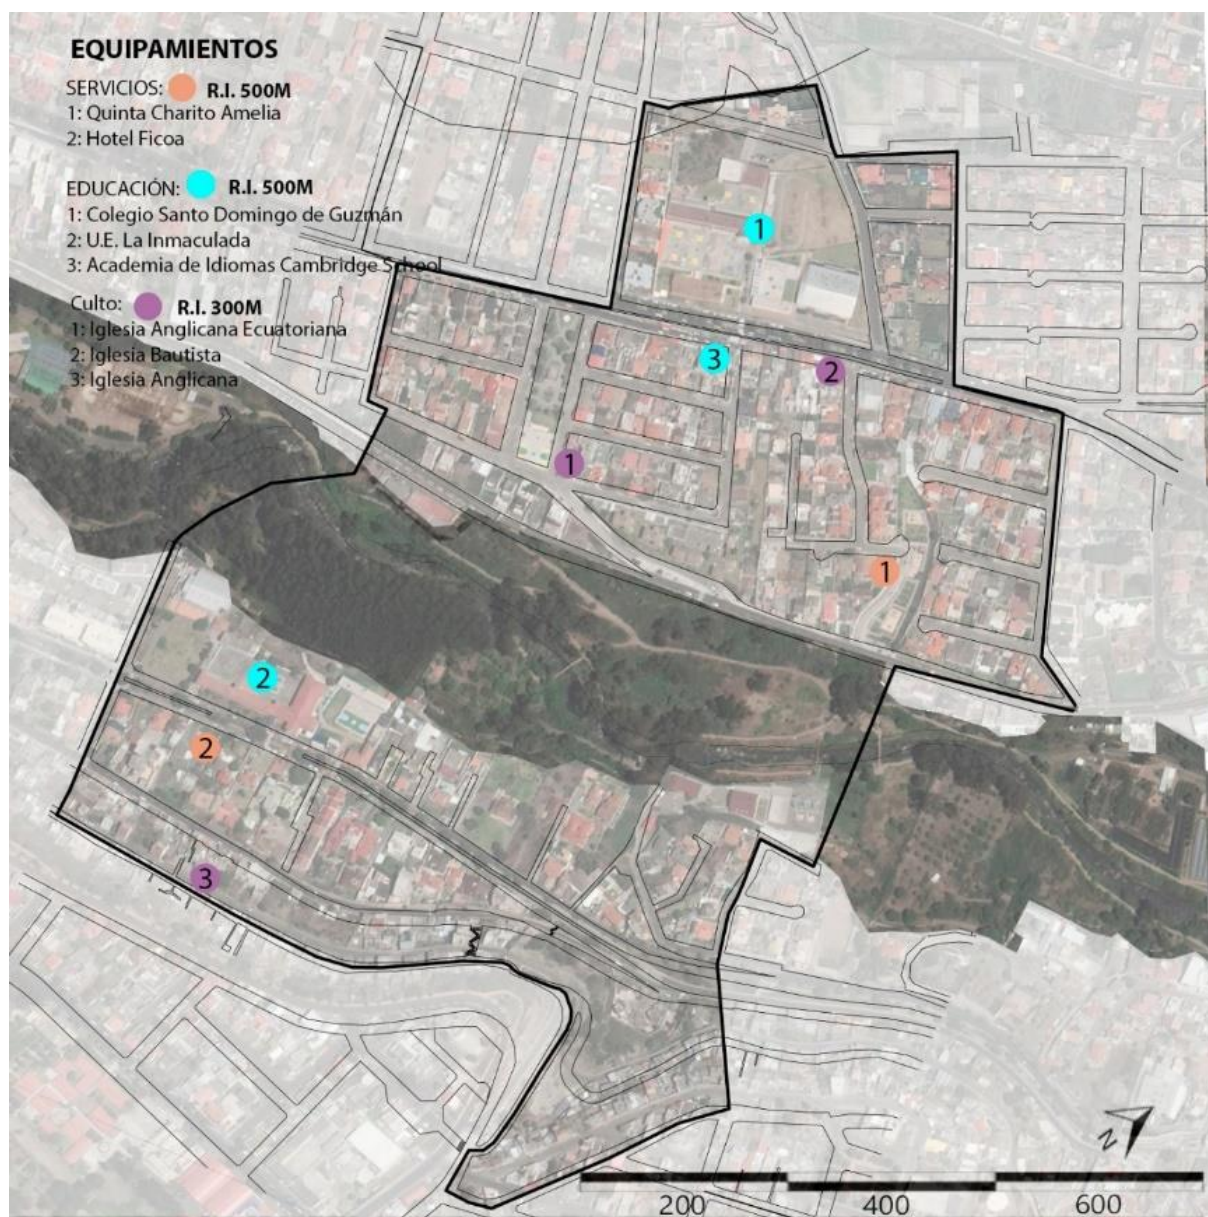 EQUIPAMIENTOS
SERVICIOS: R.I. 500M
1: Quinta Charito Amelia
2: Hotel Ficoa
EDUCACIÓN: R.I. 500M
1: Colegio Santo Domingo de Guzmán
2: U.E. La Inmaculada
3: Academia de Idiomas Cambridge School
Culto: R.I. 300M
1: Iglesia Anglicana Ecuatoriana
2: Iglesia Bautista
3: Iglesia Anglicana
1
3
2
1
1
2
2
3
N
200 400 600